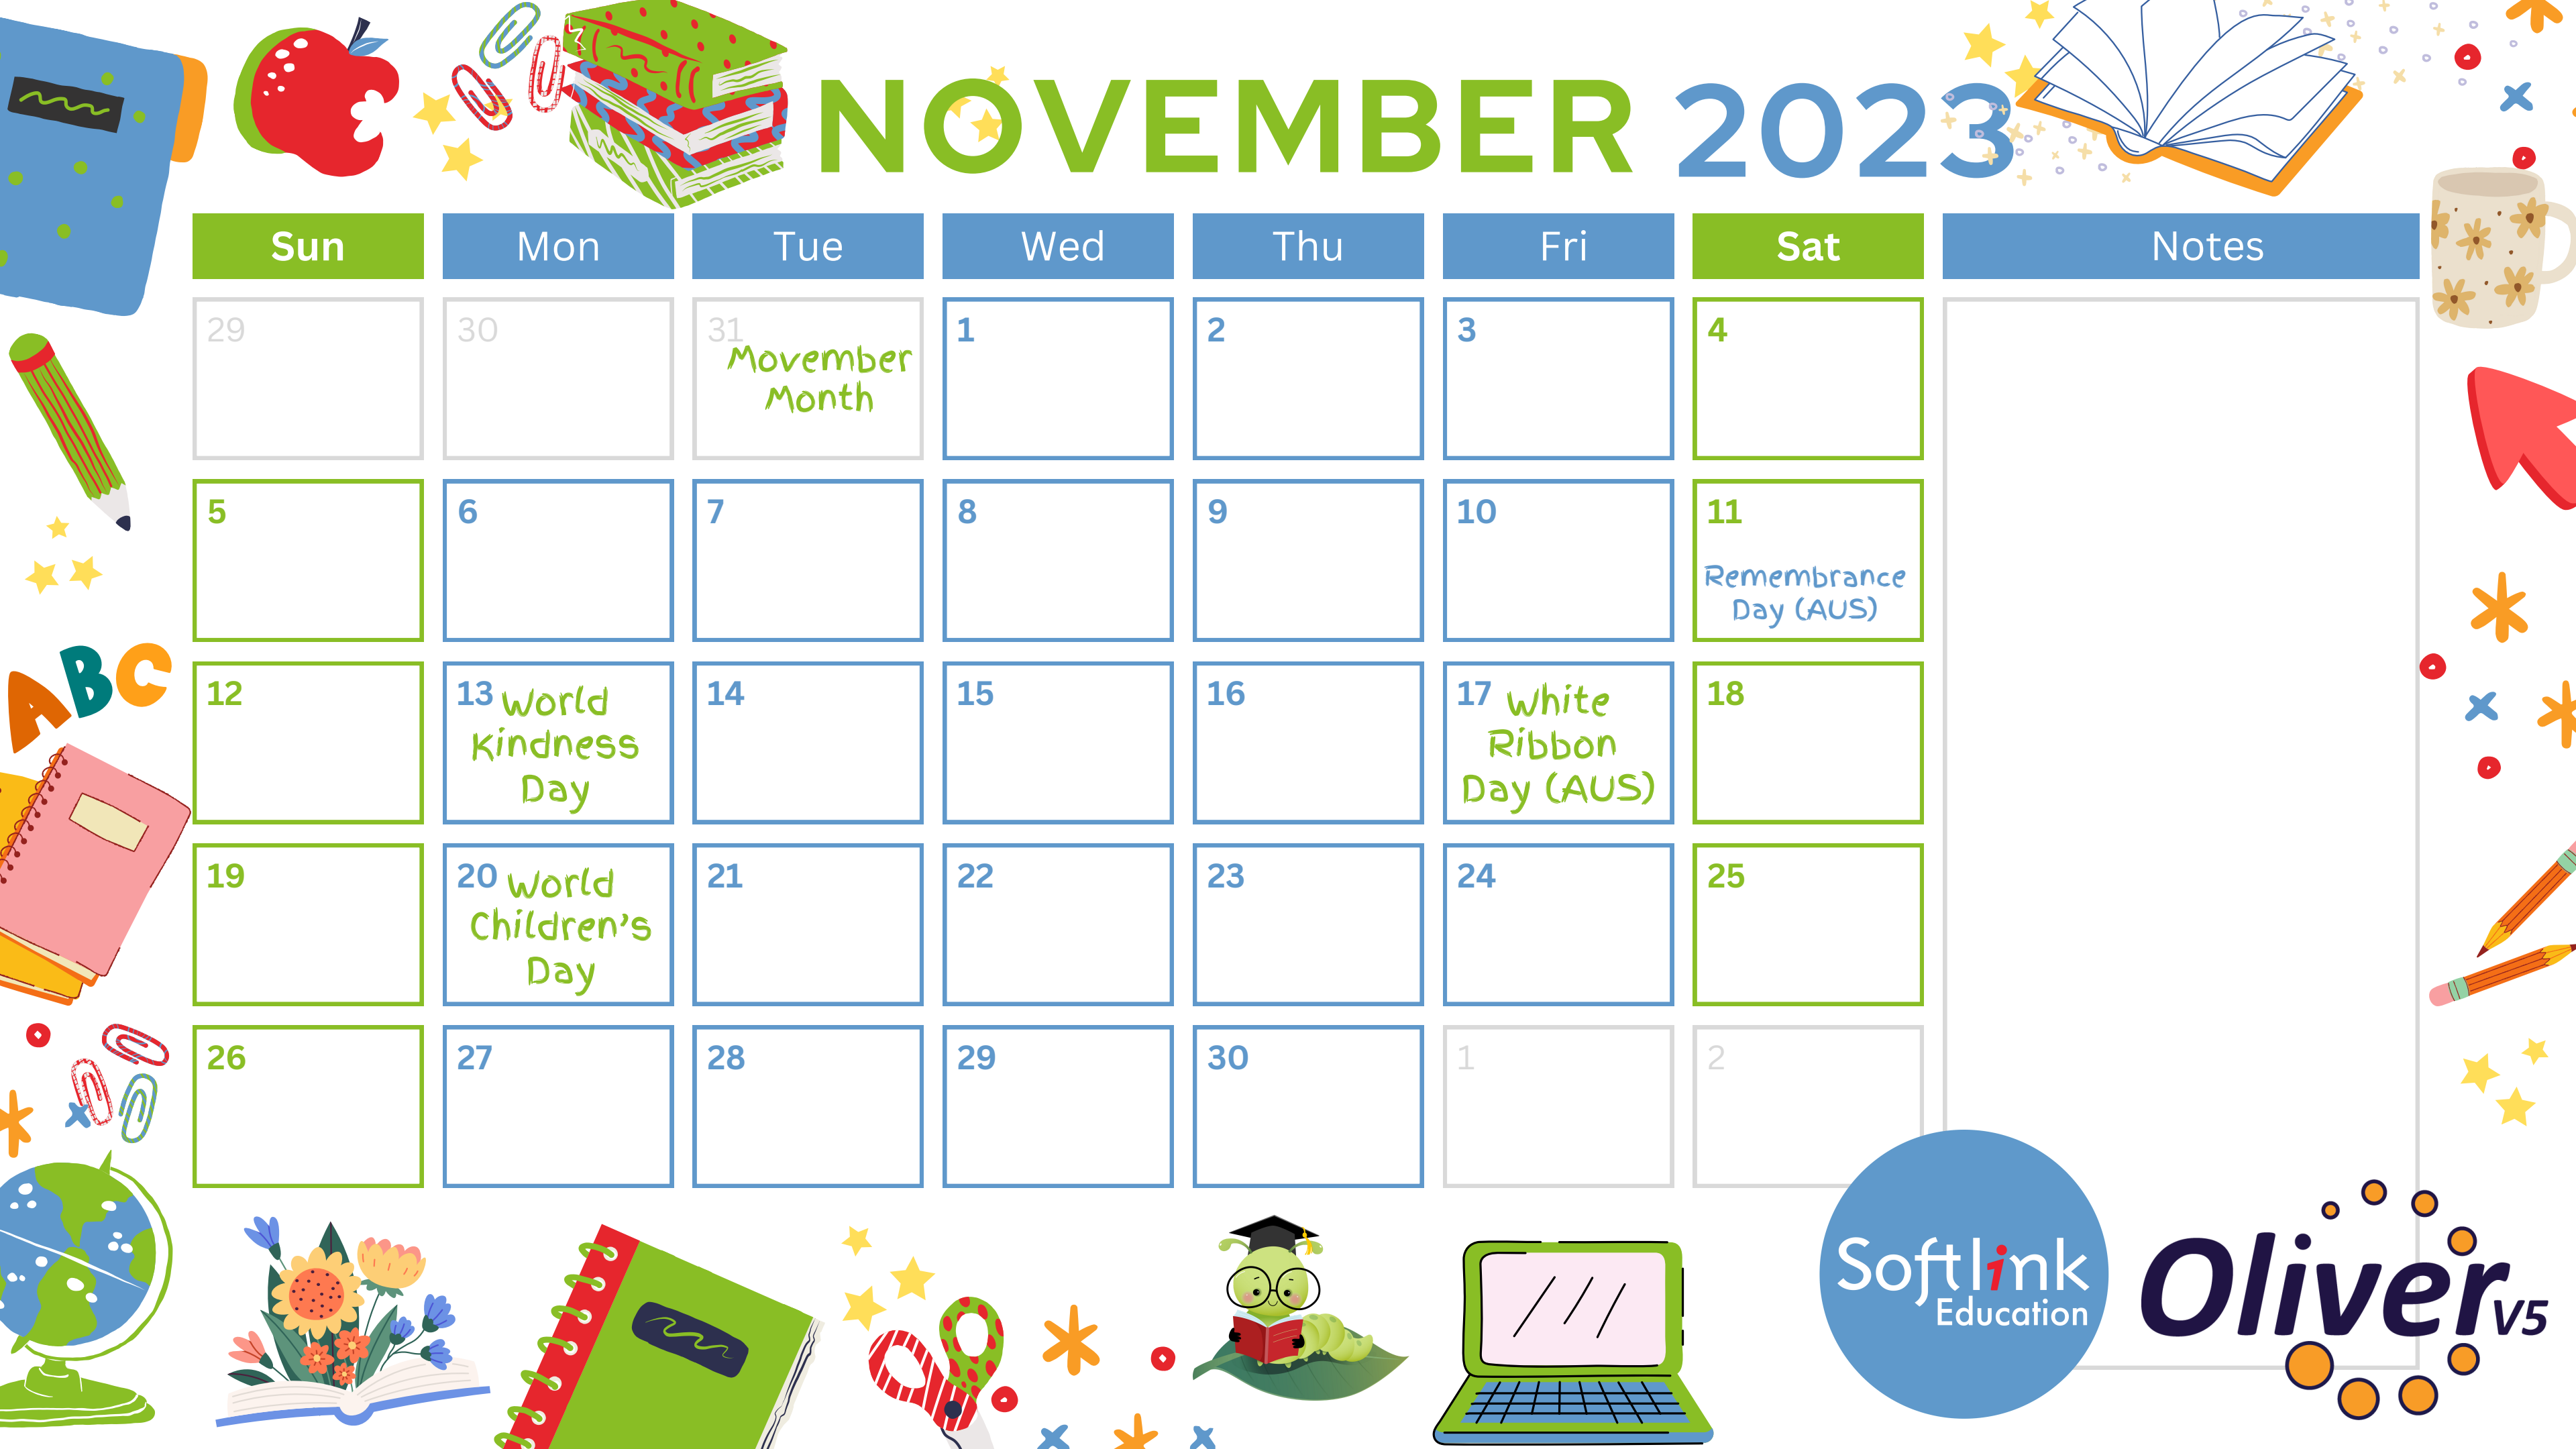 NOVEMBER 2023
Sun Mon Tue Wed Thu Fri Sat Notes
29 30 31 1 2 3 4
Movember
Month
5 6 7 8 9 10 11
Remembrance
Day (AUS)
12 13 14 15 16 17 18
World
Kindness
Day
White
Ribbon
Day (AUS)
19 20 21 22 23 24 25
World
Children's
Day
26 27 28 29 30 1 2
ABC
Softlink
Education
Oliver V5